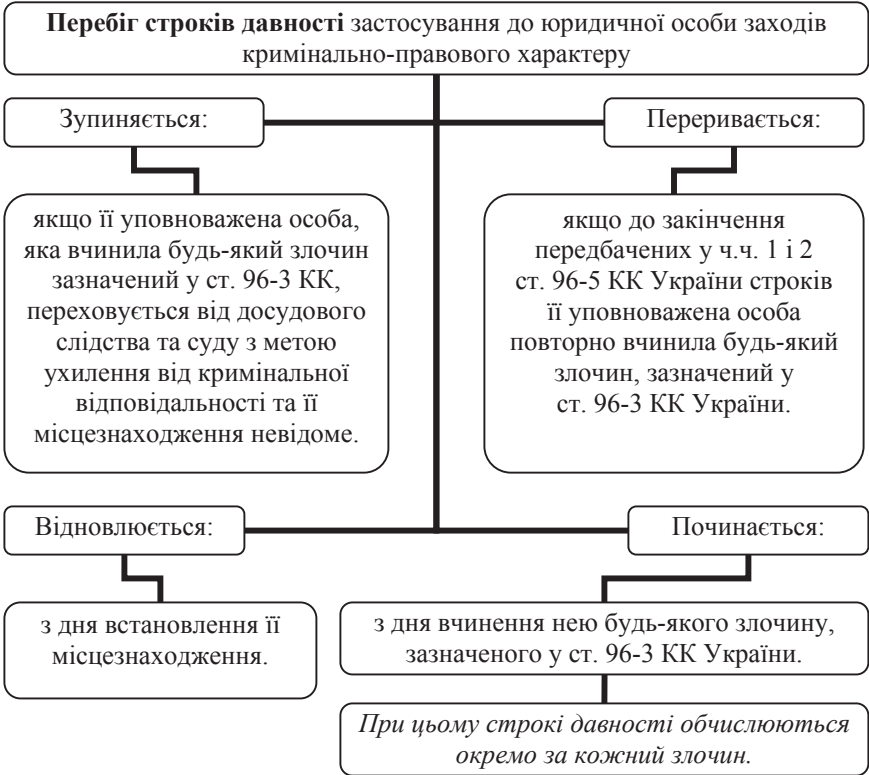 Перебіг строків давності застосування до юридичної особи заходів
кримінально-правового характеру
Зупиняється:
Переривається:
якщо її уповноважена особа,
яка вчинила будь-який злочин
зазначений у ст. 96-3 КК,
переховується від досудового
слідства та суду з метою
ухилення від кримінальної
відповідальності та її
місцезнаходження невідоме.
якщо до закінчення
передбачених у ч.ч. 1 і 2
ст. 96-5 КК України строків
її уповноважена особа
повторно вчинила будь-який
злочин, зазначений у
ст. 96-3 КК України.
Відновлюється:
Починається:
з дня встановлення її
місцезнаходження.
з дня вчинення нею будь-якого злочину,
зазначеного у ст. 96-3 КК України.
При цьому строкі давності обчислюються
окремо за кожний злочин.